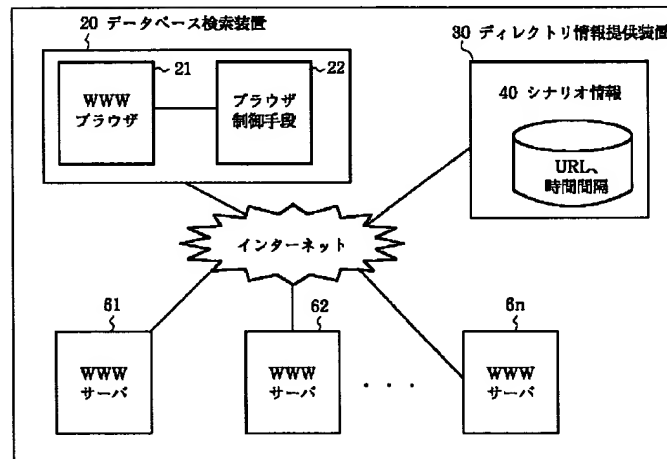 20 データベース検索装置
21
22
WWW
ブラウザ
ブラウザ
制御手段
30 ディレクトリ情報提供装置
40 シナリオ情報
URL、
時間間隔
インターネット
61
62
6n
WWW
サーバ
WWW
サーバ
・・・
WWW
サーバ